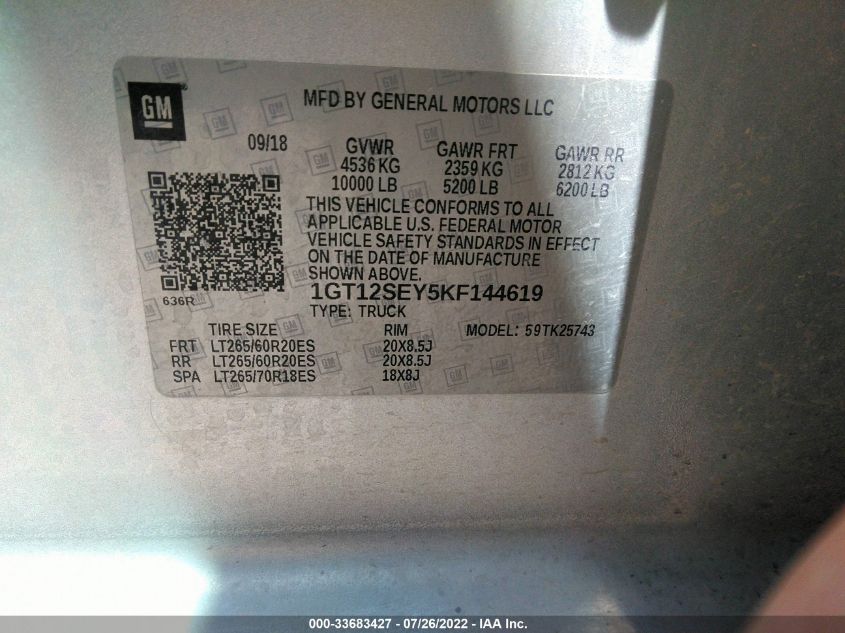 GM
MFD BY GENERAL MOTORS LLC
09/18 GVWR GAWR FRT GAWR RR
4536 KG 2359 KG 2812 KG
10000 LB 5200 LB 6200 LB
THIS VEHICLE CONFORMS TO ALL
APPLICABLE U.S. FEDERAL MOTOR
VEHICLE SAFETY STANDARDS IN EFFECT
ON THE DATE OF MANUFACTURE
SHOWN ABOVE.
636R
1GT12SEY5KF144619
TYPE: TRUCK
TIRE SIZE RIM MODEL: 59TK25743
FRT LT265/60R20ES 20X8.5J
RR LT265/60R20ES 20X8.5J
SPA LT265/70R18ES 18X8J
000-33683427 - 07/26/2022 - IAA Inc.